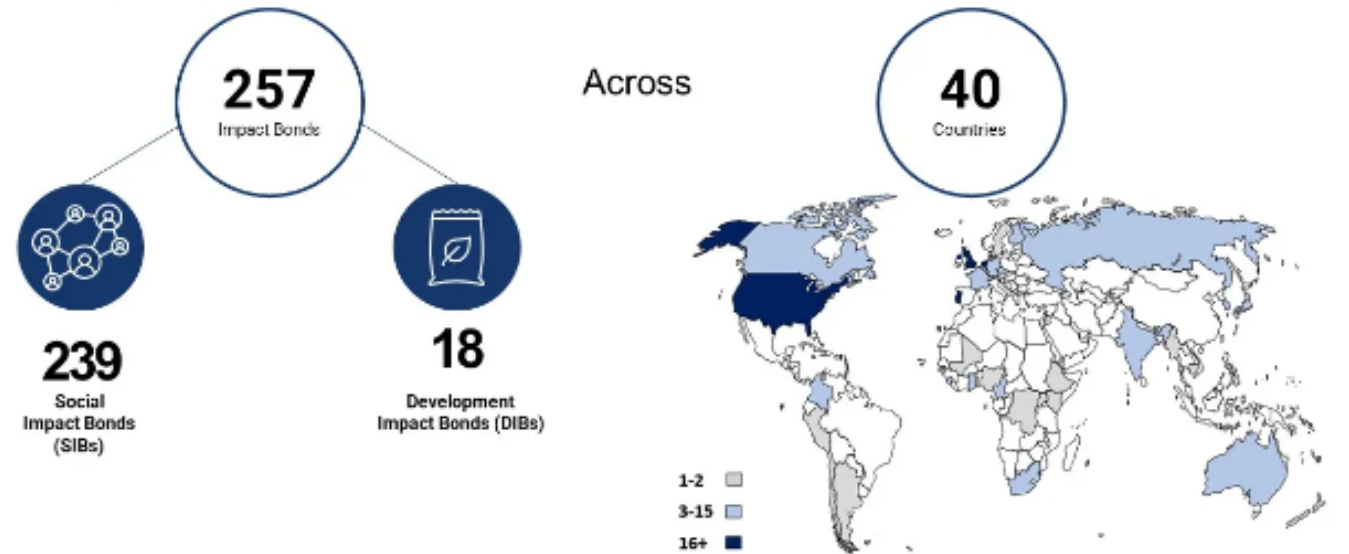 257
Impact Bonds
Across
40
Countries
239
Social
Impact Bonds
(SIBs)
18
Development
Impact Bonds (DIBs)
1-2
3-15
16+